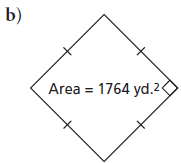 b)
Area = 1764 yd.²